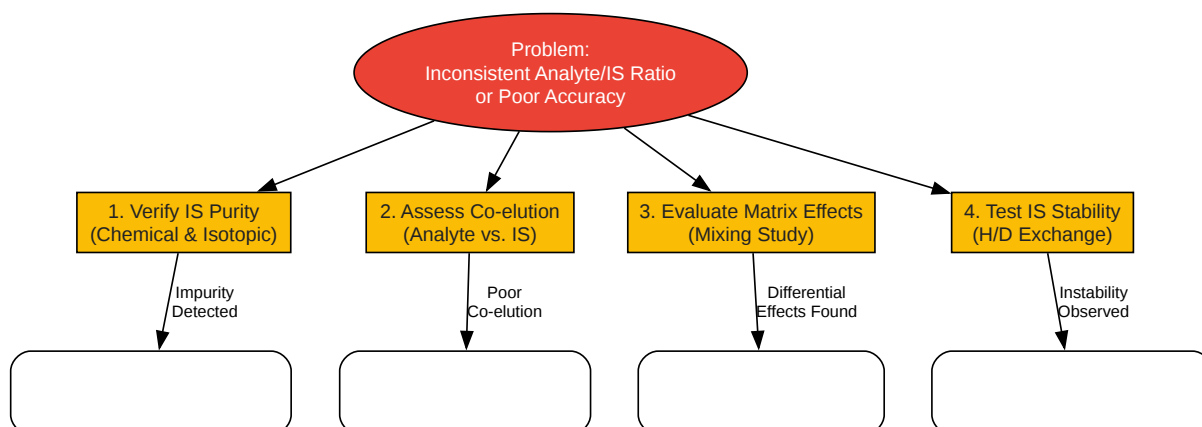 Problem:
Inconsistent Analyte/IS Ratio
or Poor Accuracy
1. Verify IS Purity
(Chemical & Isotopic)
2. Assess Co-elution
(Analyte vs. IS)
3. Evaluate Matrix Effects
(Mixing Study)
4. Test IS Stability
(H/D Exchange)
Impurity
Detected
Poor
Co-elution
Differential
Effects Found
Instability
Observed